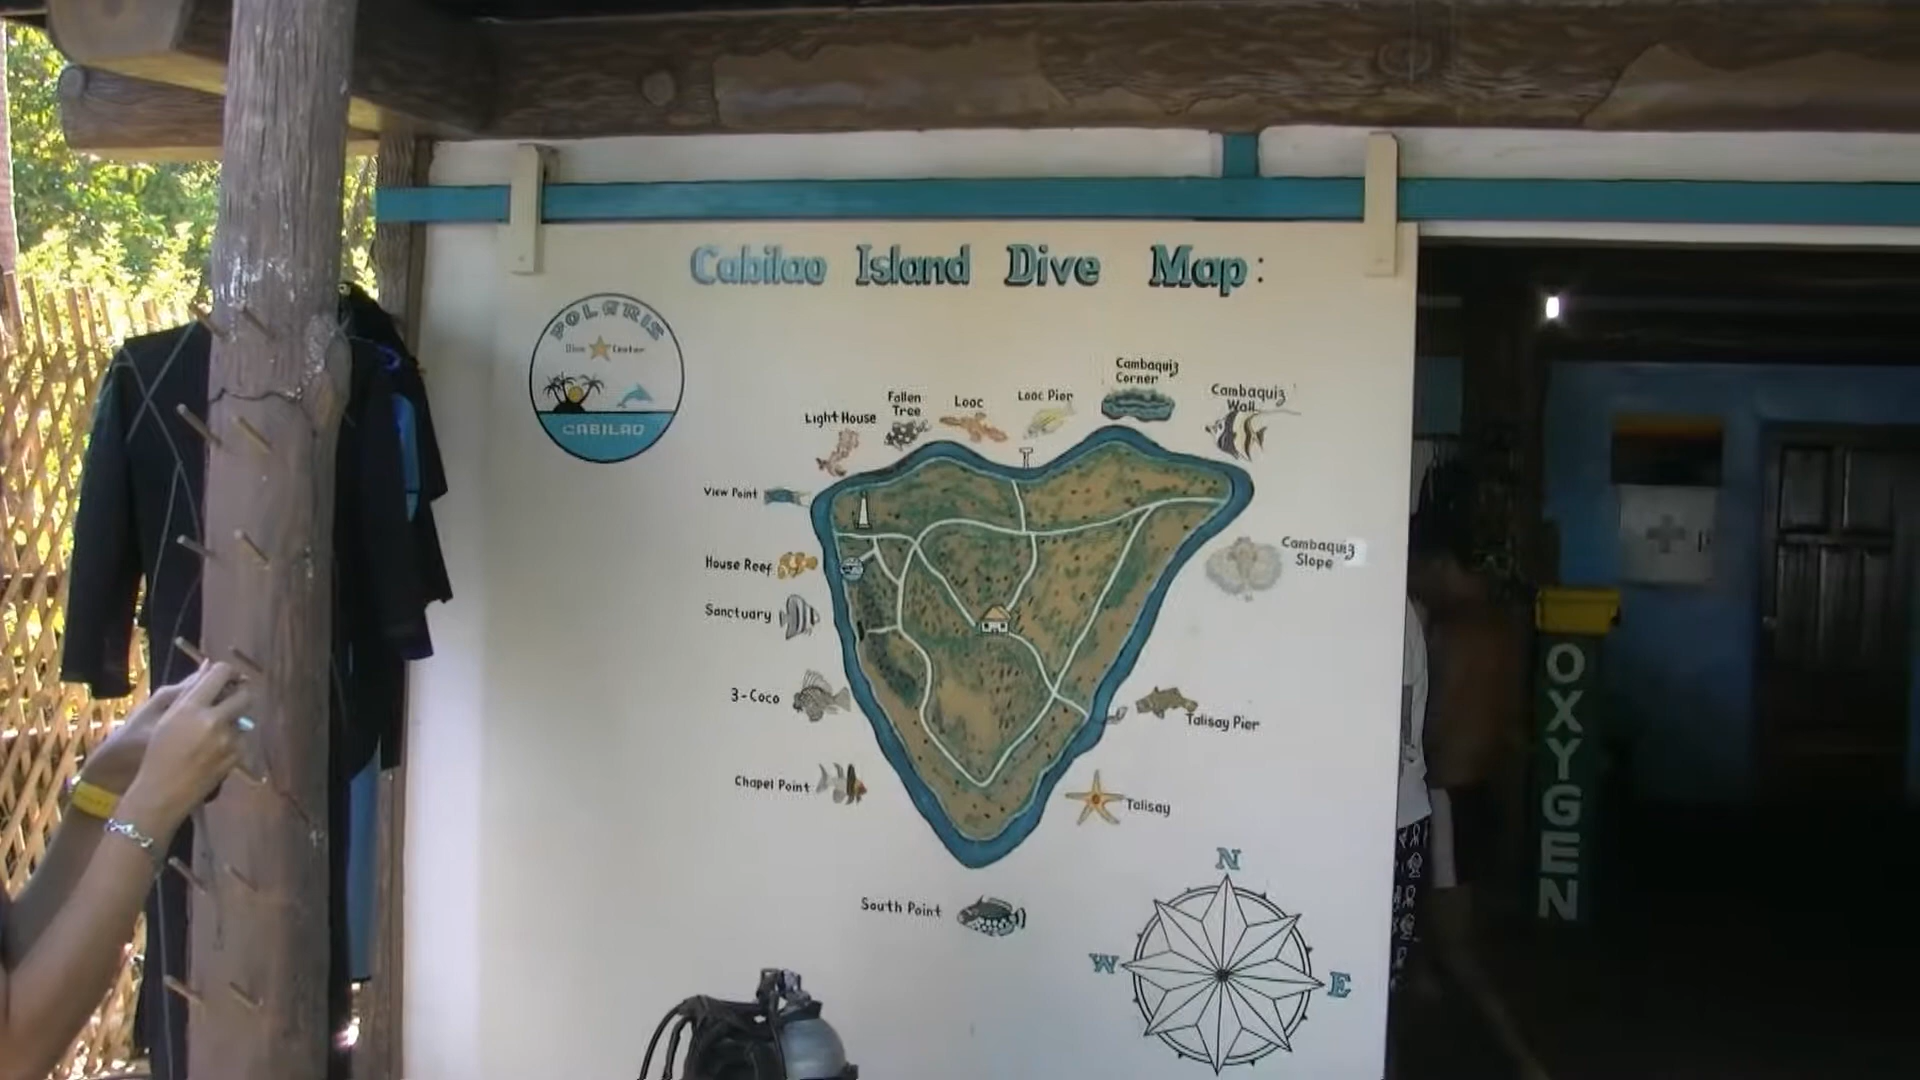 Cabilao Island Dive Map:
POLARIS
Dive Center
CABILAO
Light House
Fallen
Tree
Looc
Looc Pier
Cambaquiz
Corner
Cambaquiz
Wall
View Point
House Reef
Sanctuary
3-Coco
Chapel Point
South Point
Cambaquiz
Slope
Talisay Pier
Talisay
N
W
E
OXYGEN